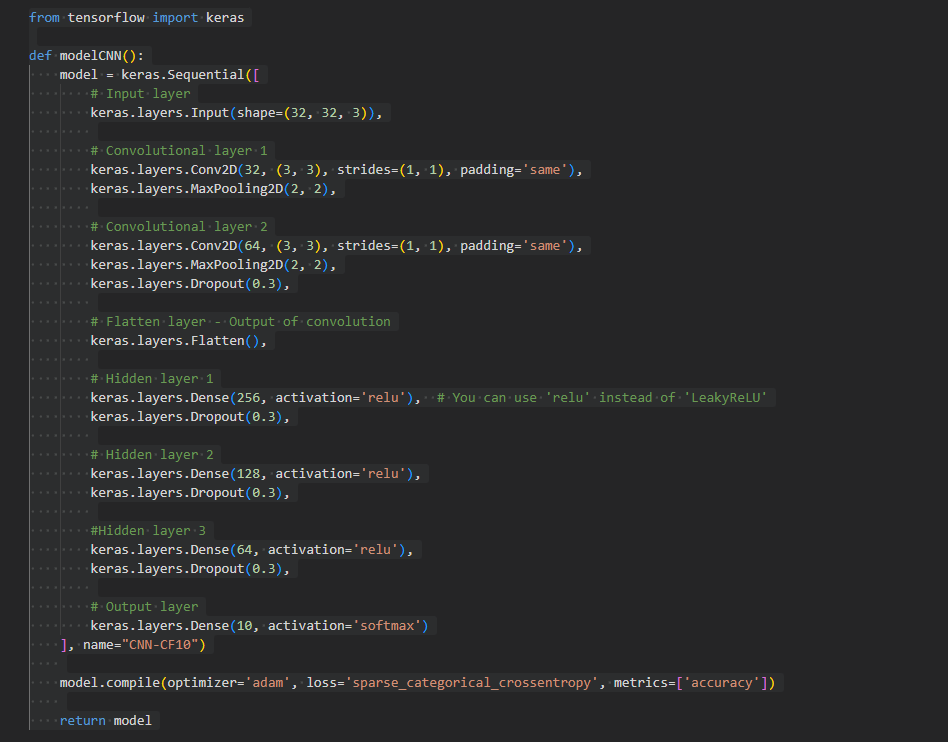 from tensorflow import keras
def modelCNN():
model = keras.Sequential([
# Input layer
keras.layers.Input(shape=(32, 32, 3)),
# Convolutional layer 1
keras.layers.Conv2D(32, (3, 3), strides=(1, 1), padding='same'),
keras.layers.MaxPooling2D(2, 2),
# Convolutional layer 2
keras.layers.Conv2D(64, (3, 3), strides=(1, 1), padding='same'),
keras.layers.MaxPooling2D(2, 2),
keras.layers.Dropout(0.3),
# Flatten layer - Output of convolution
keras.layers.Flatten(),
# Hidden layer 1
keras.layers.Dense(256, activation='relu'),  # You can use 'relu' instead of 'LeakyReLU'
keras.layers.Dropout(0.3),
# Hidden layer 2
keras.layers.Dense(128, activation='relu'),
keras.layers.Dropout(0.3),
#Hidden layer 3
keras.layers.Dense(64, activation='relu'),
keras.layers.Dropout(0.3),
# Output layer
keras.layers.Dense(10, activation='softmax')
], name="CNN-CF10")
model.compile(optimizer='adam', loss='sparse_categorical_crossentropy', metrics=['accuracy'])
return model